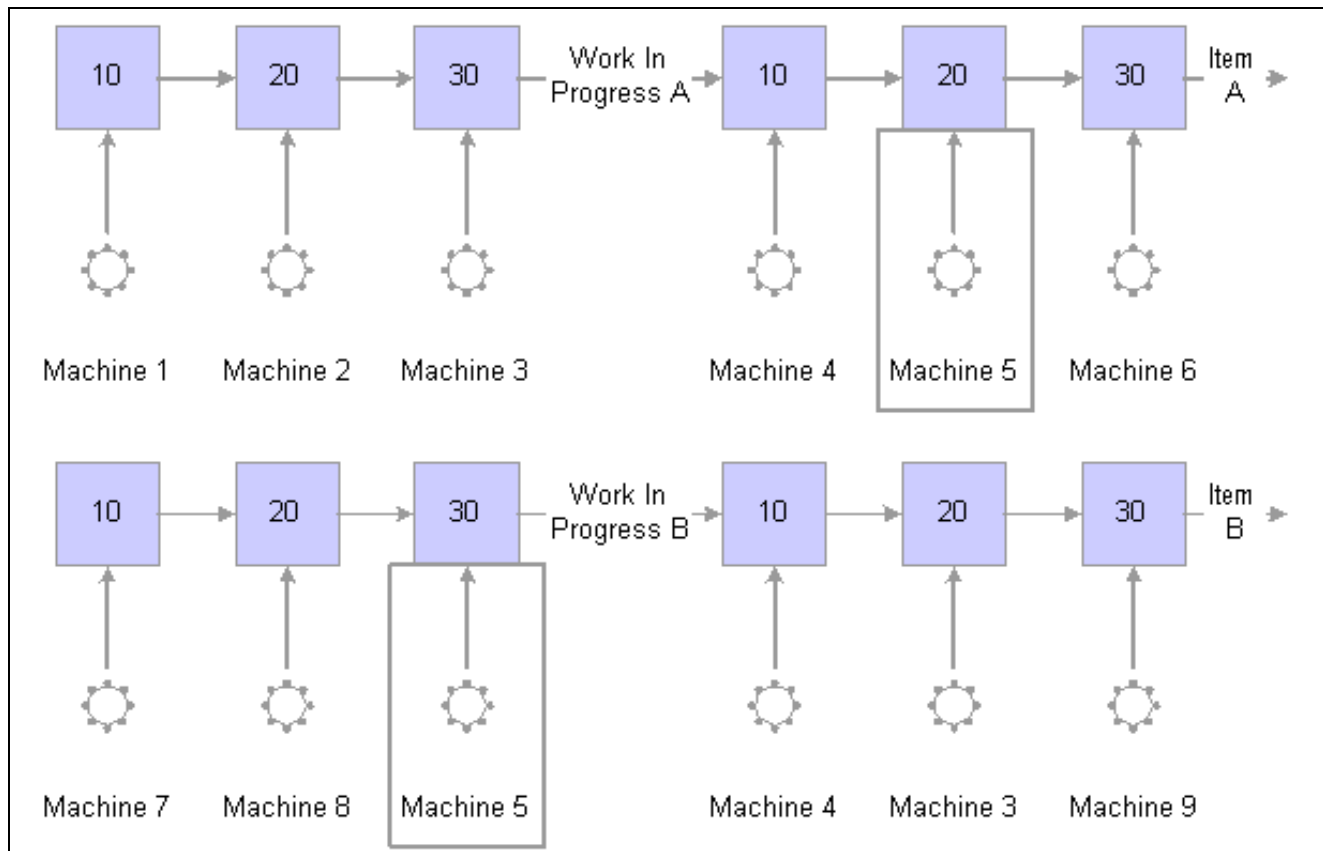 10 20 30 Work In Progress A 10 20 30 Item A
Machine 1 Machine 2 Machine 3 Machine 4 Machine 5 Machine 6
10 20 30 Work In Progress B 10 20 30 Item B
Machine 7 Machine 8 Machine 5 Machine 4 Machine 3 Machine 9